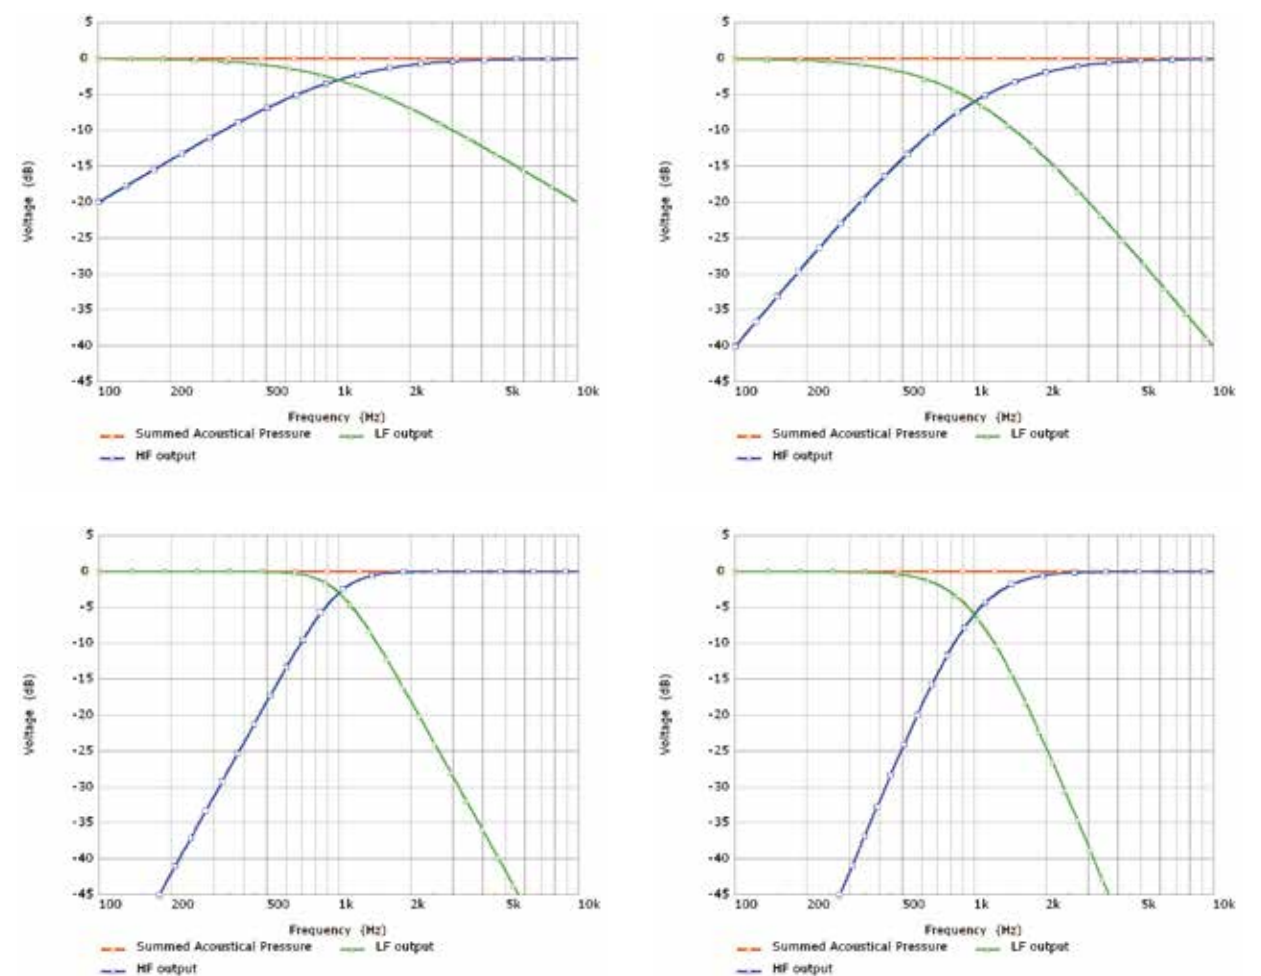 5
0
-5
-10
-15
-20
-25
-30
-35
-40
-45
Voltage (dB)
100 200 500 1k 2k 5k 10k
Frequency (Hz)
Summed Acoustical Pressure LF output
HF output
5
0
-5
-10
-15
-20
-25
-30
-35
-40
-45
Voltage (dB)
100 200 500 1k 2k 5k 10k
Frequency (Hz)
Summed Acoustical Pressure LF output
HF output
5
0
-5
-10
-15
-20
-25
-30
-35
-40
-45
Voltage (dB)
100 200 500 1k 2k 5k 10k
Frequency (Hz)
Summed Acoustical Pressure LF output
HF output
5
0
-5
-10
-15
-20
-25
-30
-35
-40
-45
Voltage (dB)
100 200 500 1k 2k 5k 10k
Frequency (Hz)
Summed Acoustical Pressure LF output
HF output